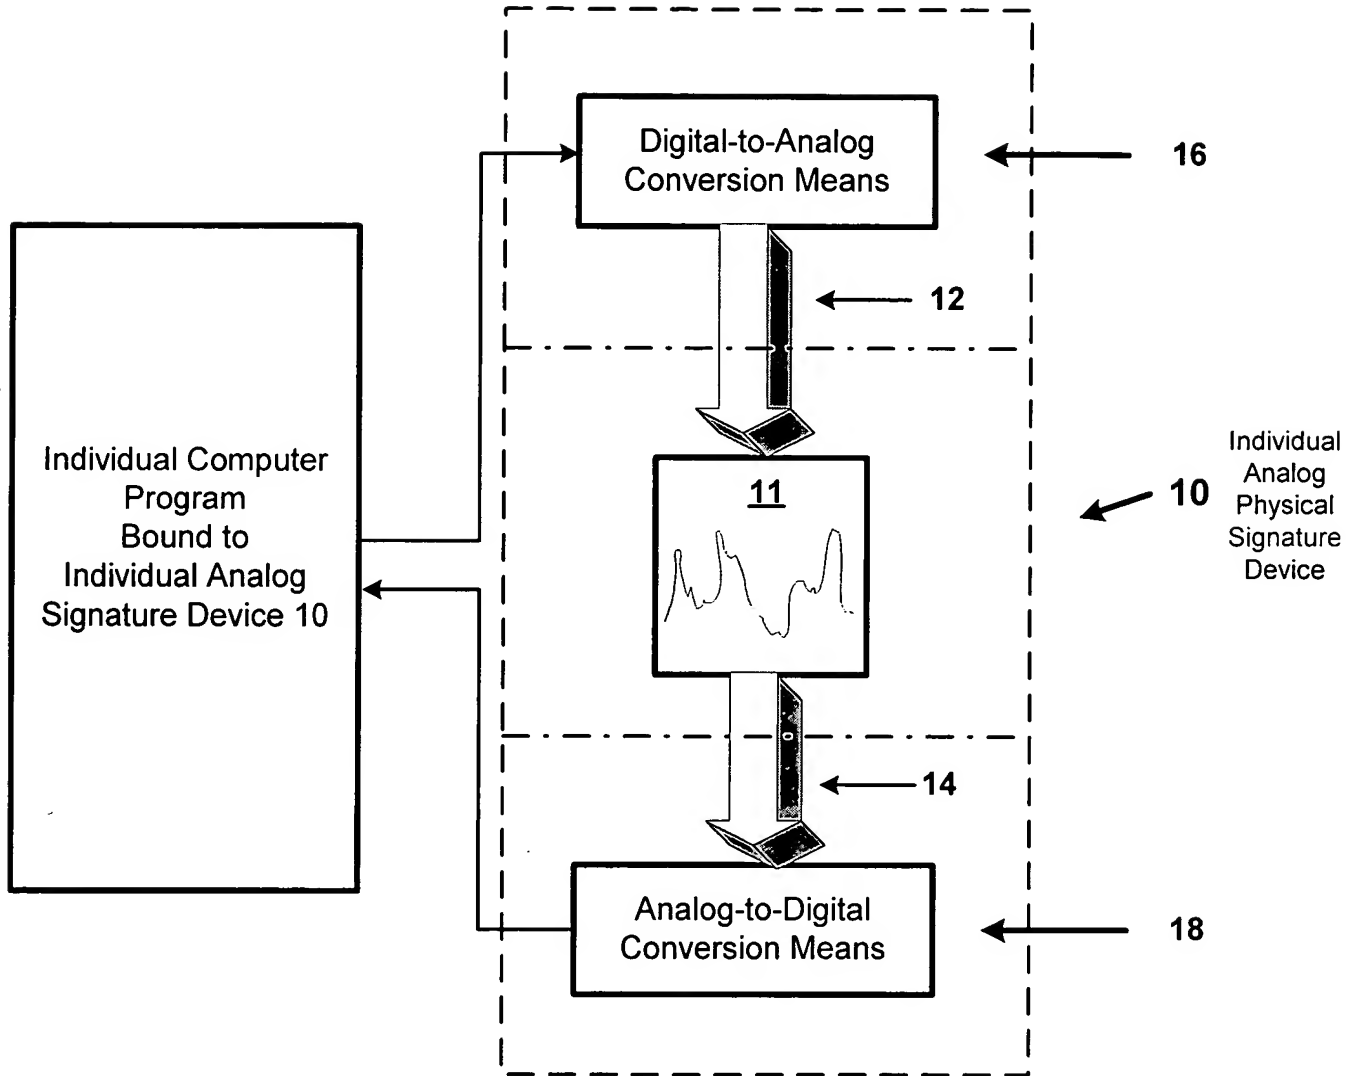 Digital-to-Analog
Conversion Means
16
12
Individual Computer
Program
Bound to
Individual Analog
Signature Device 10
11
10
Individual
Analog
Physical
Signature
Device
14
Analog-to-Digital
Conversion Means
18